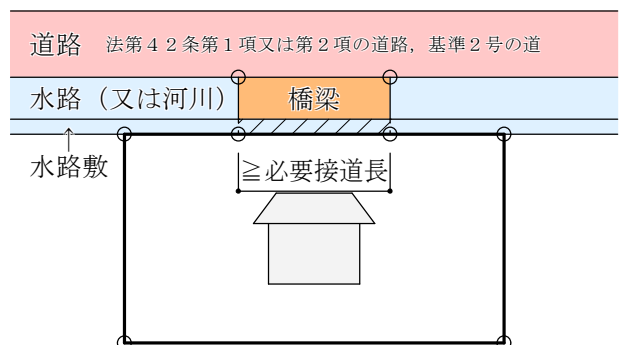 道路 法第４２条第１項又は第２項の道路，基準２号の道
水路（又は河川） 橋梁
↑
水路敷
≧必要接道長